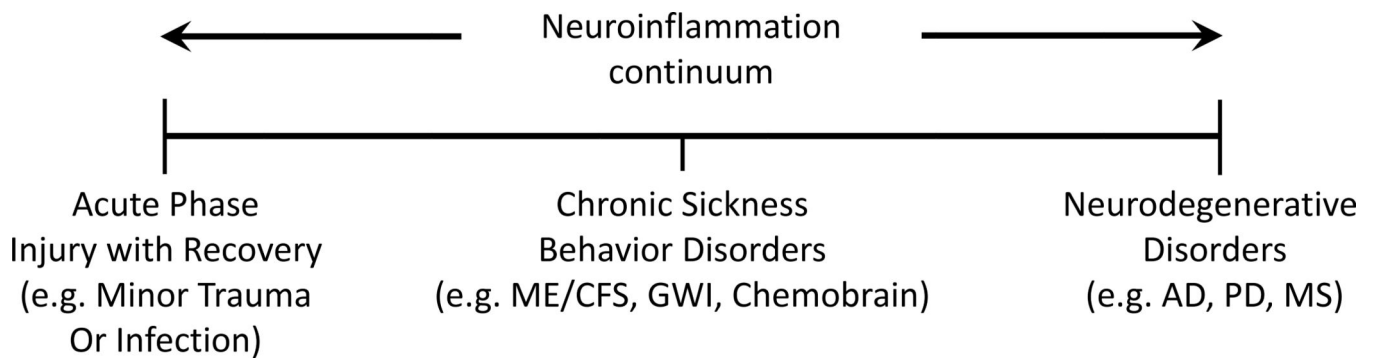 Neuroinflammation
continuum
Acute Phase
Injury with Recovery
(e.g. Minor Trauma
Or Infection)
Chronic Sickness
Behavior Disorders
(e.g. ME/CFS, GWI, Chemobrain)
Neurodegenerative
Disorders
(e.g. AD, PD, MS)